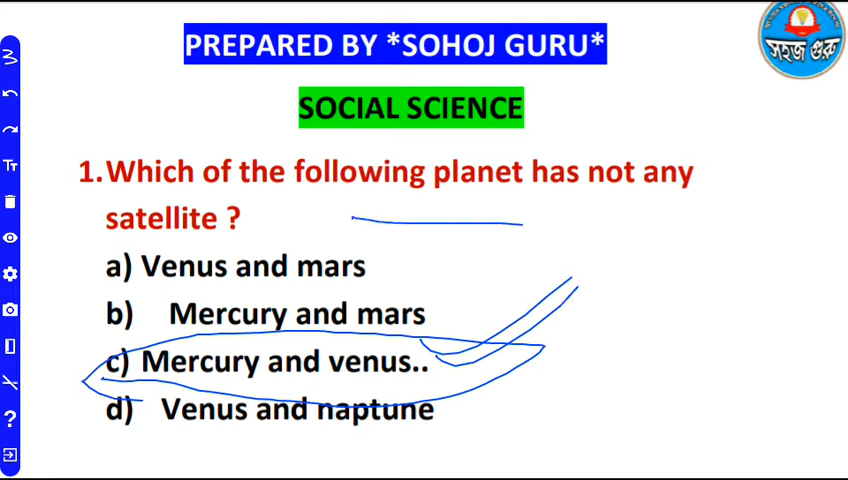 PREPARED BY *SOHOJ GURU*
সহজ গুরু
SOCIAL SCIENCE
1.Which of the following planet has not any
satellite ?
a) Venus and mars
b) Mercury and mars
c) Mercury and venus..
d) Venus and naptune